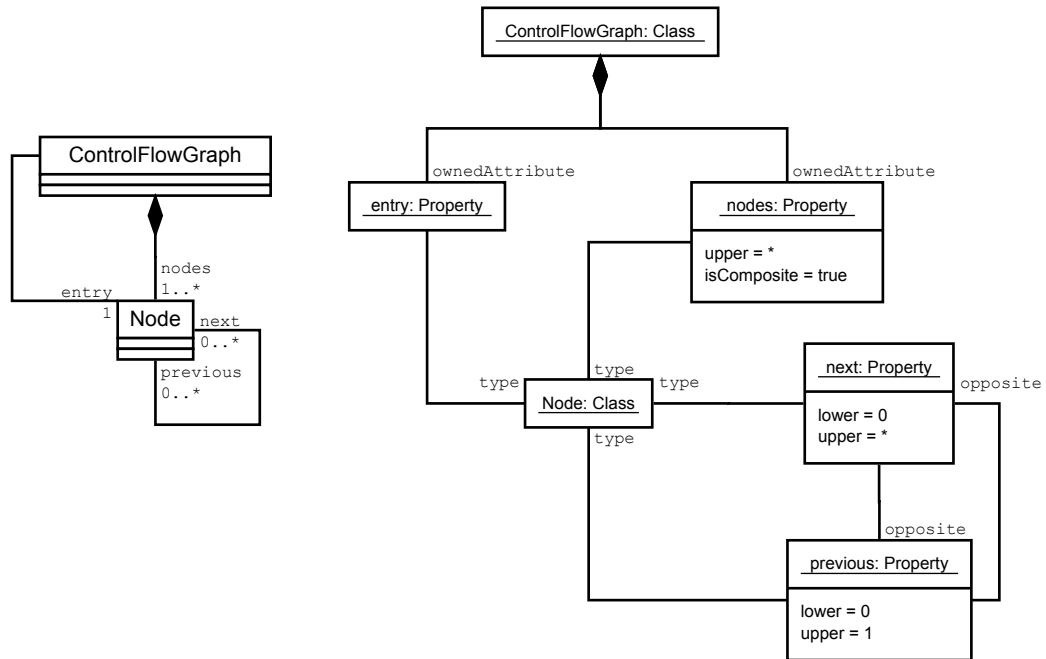 ControlFlowGraph
nodes
1..*
entry
1
Node
next
0..*
previous
0..*
ControlFlowGraph: Class
ownedAttribute
ownedAttribute
entry: Property
nodes: Property
upper = *
isComposite = true
type
type
type
Node: Class
type
next: Property
lower = 0
upper = *
opposite
opposite
previous: Property
lower = 0
upper = 1